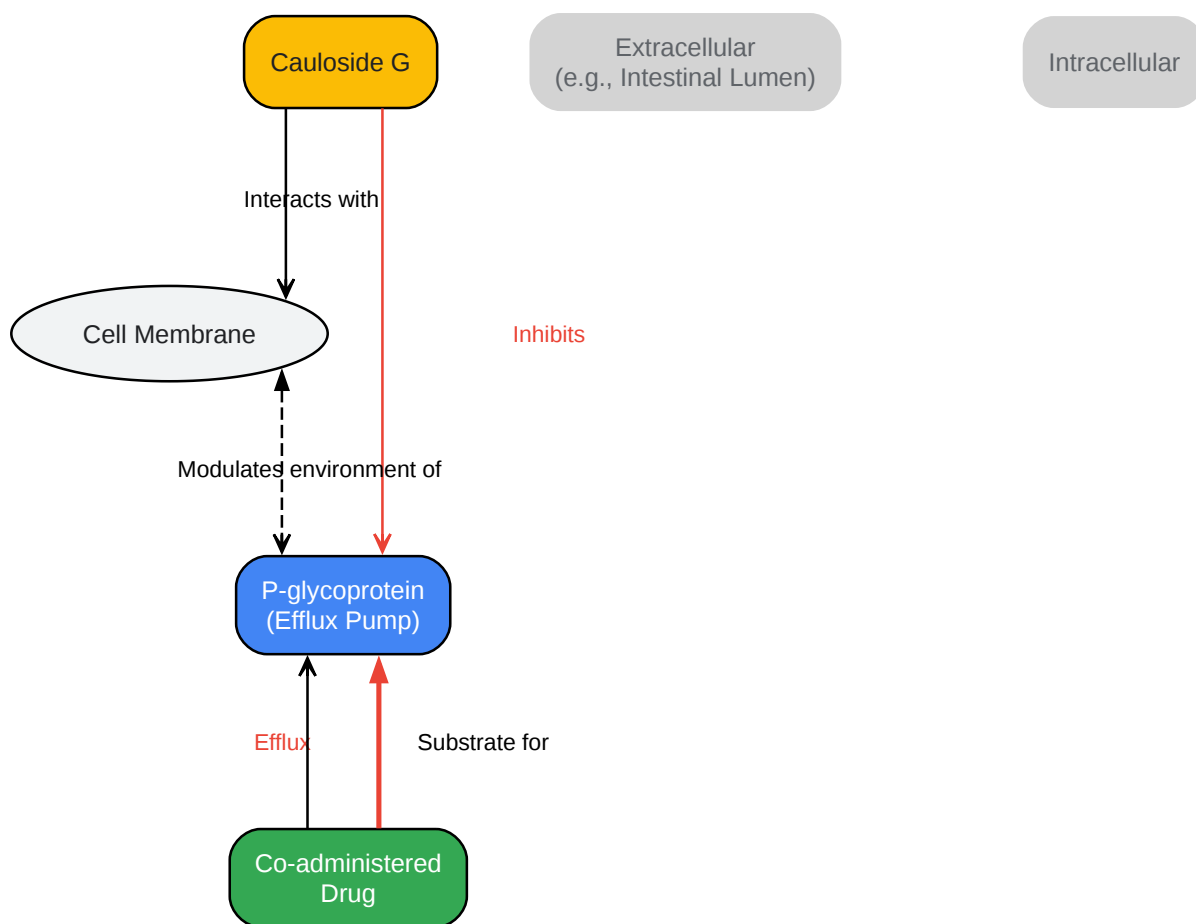 Cauloside G
Extracellular
(e.g., Intestinal Lumen)
Intracellular
Interacts with
Cell Membrane
Inhibits
Modulates environment of
P-glycoprotein
(Efflux Pump)
Efflux
Substrate for
Co-administered
Drug